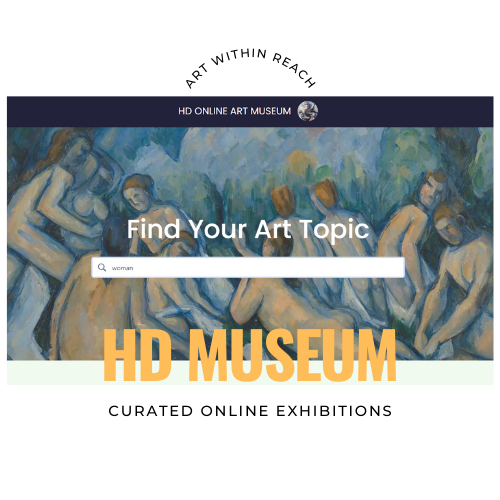 ART WITHIN REACH
HD ONLINE ART MUSEUM
Find Your Art Topic
woman
HD MUSEUM
CURATED ONLINE EXHIBITIONS